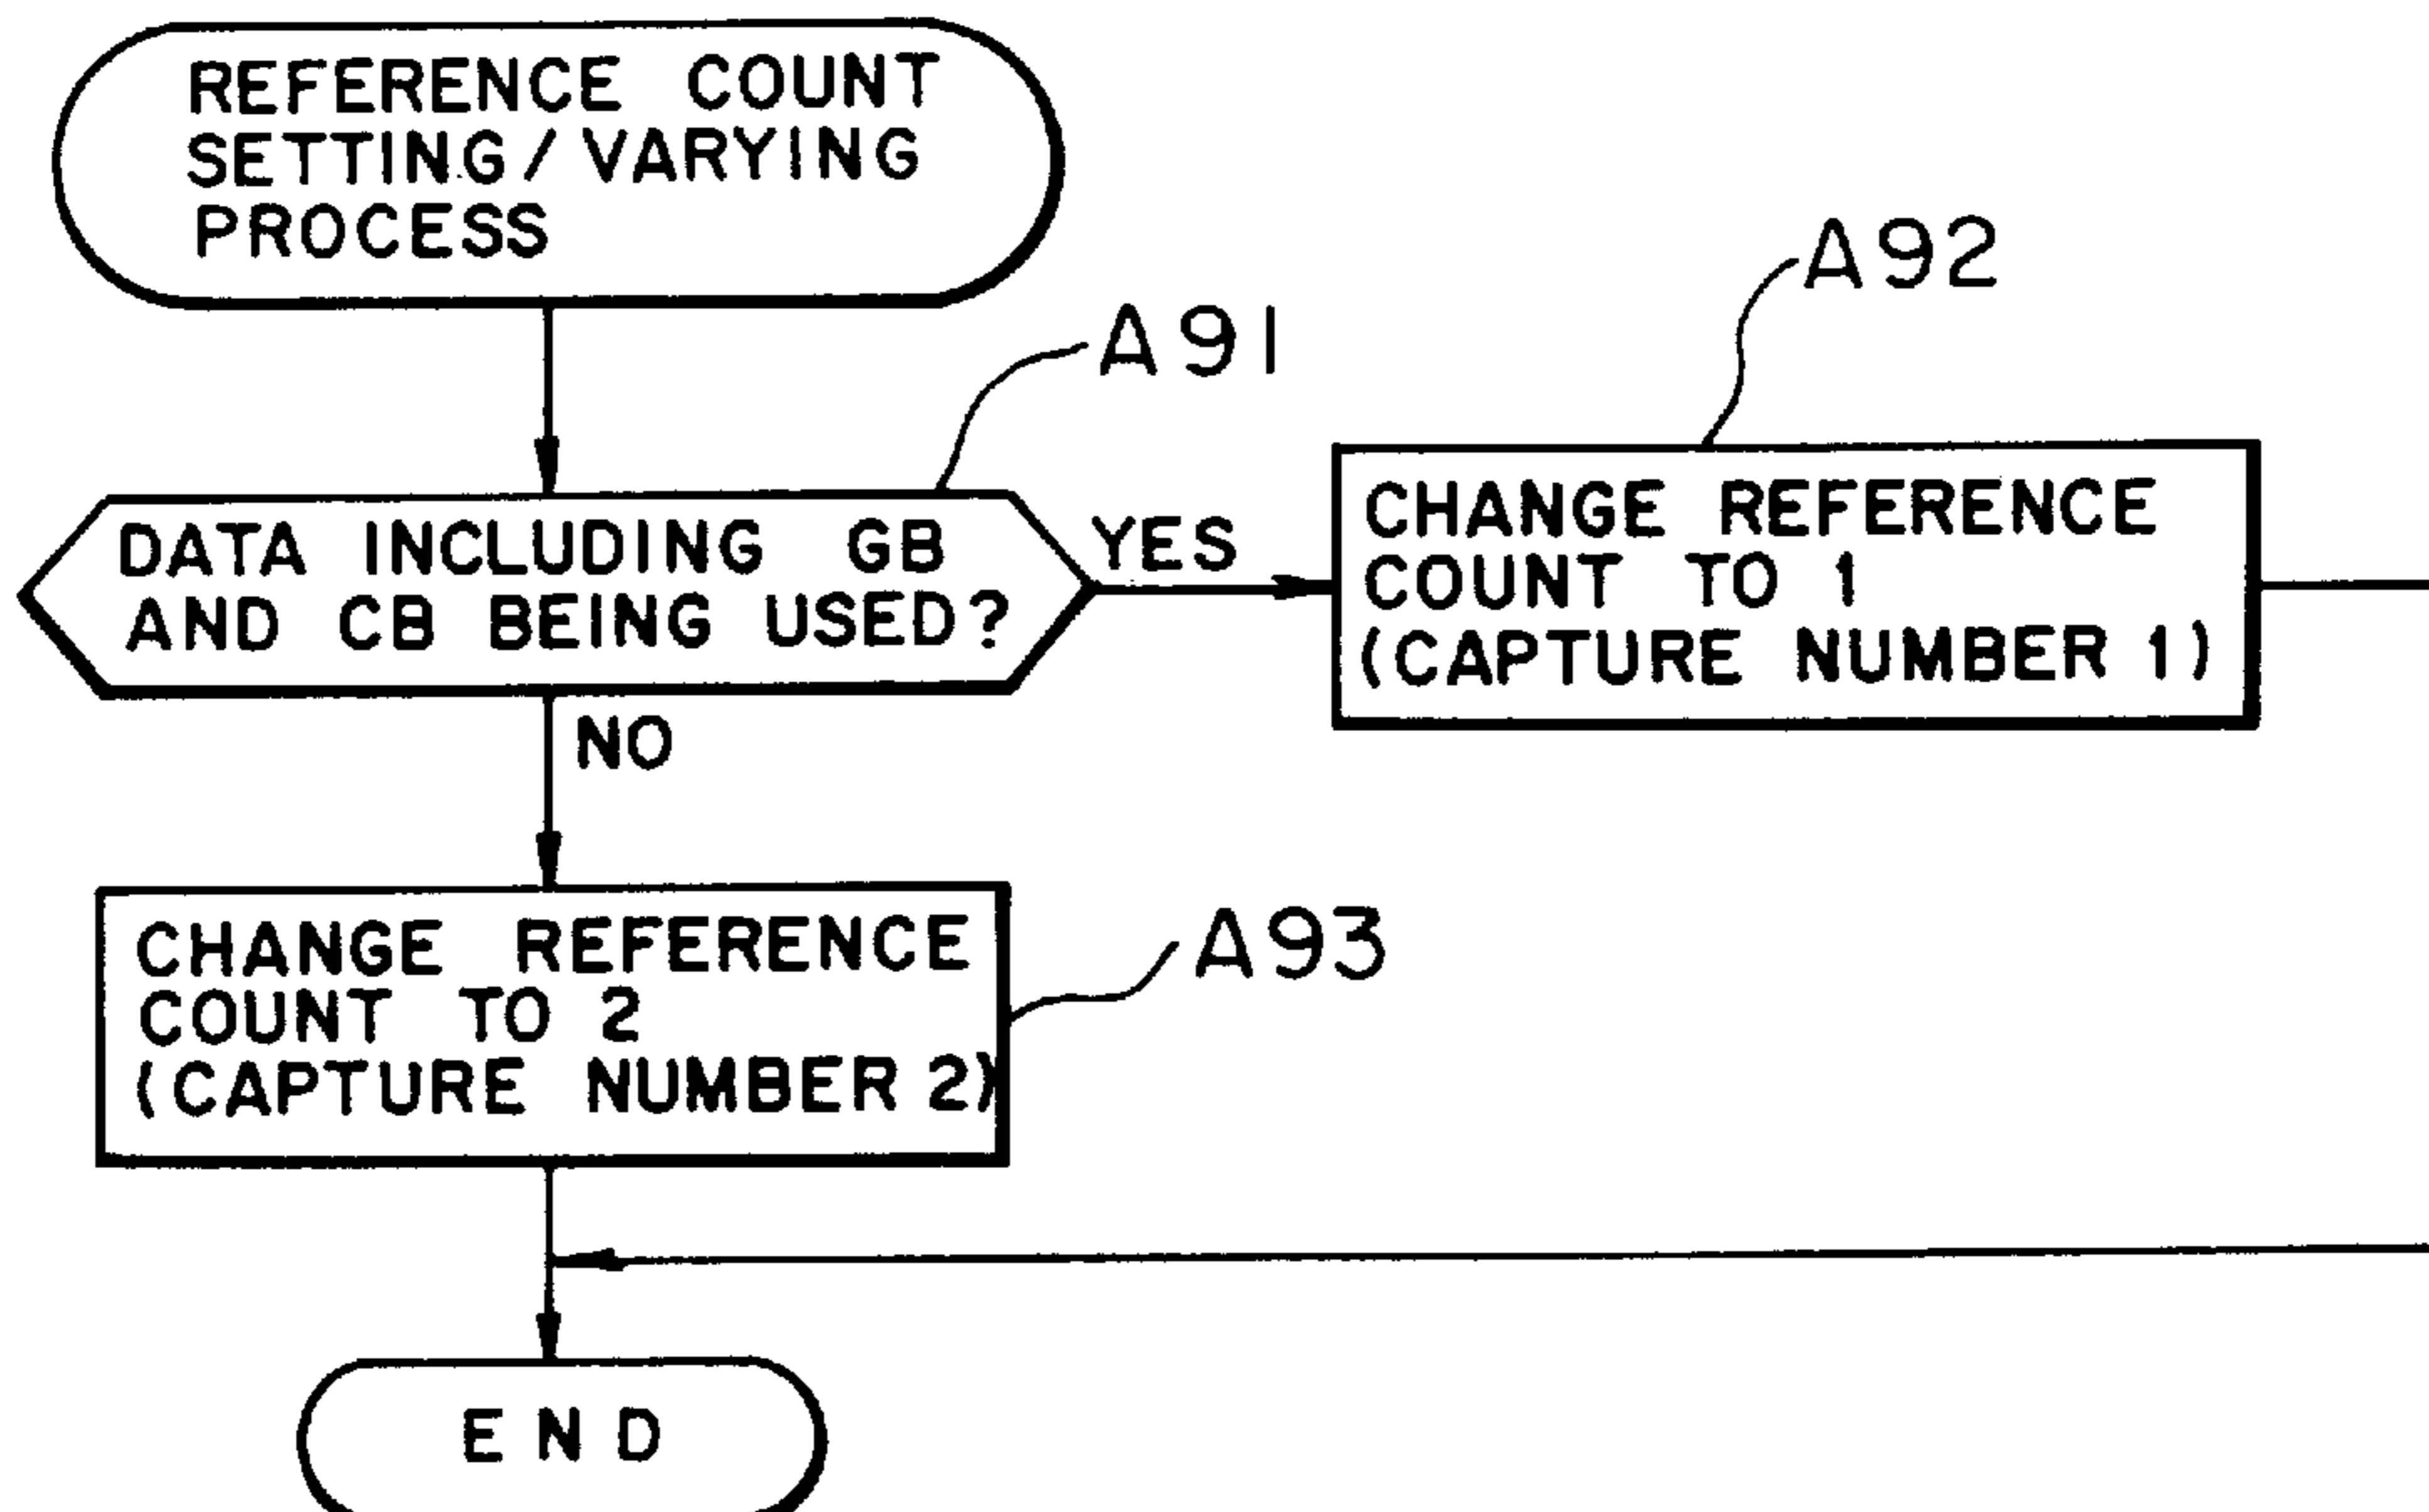 REFERENCE COUNT
SETTING/VARYING
PROCESS
A91
DATA INCLUDING GB
AND CB BEING USED?
YES
A92
CHANGE REFERENCE
COUNT TO 1
(CAPTURE NUMBER 1)
NO
CHANGE REFERENCE
COUNT TO 2
(CAPTURE NUMBER 2)
A93
END